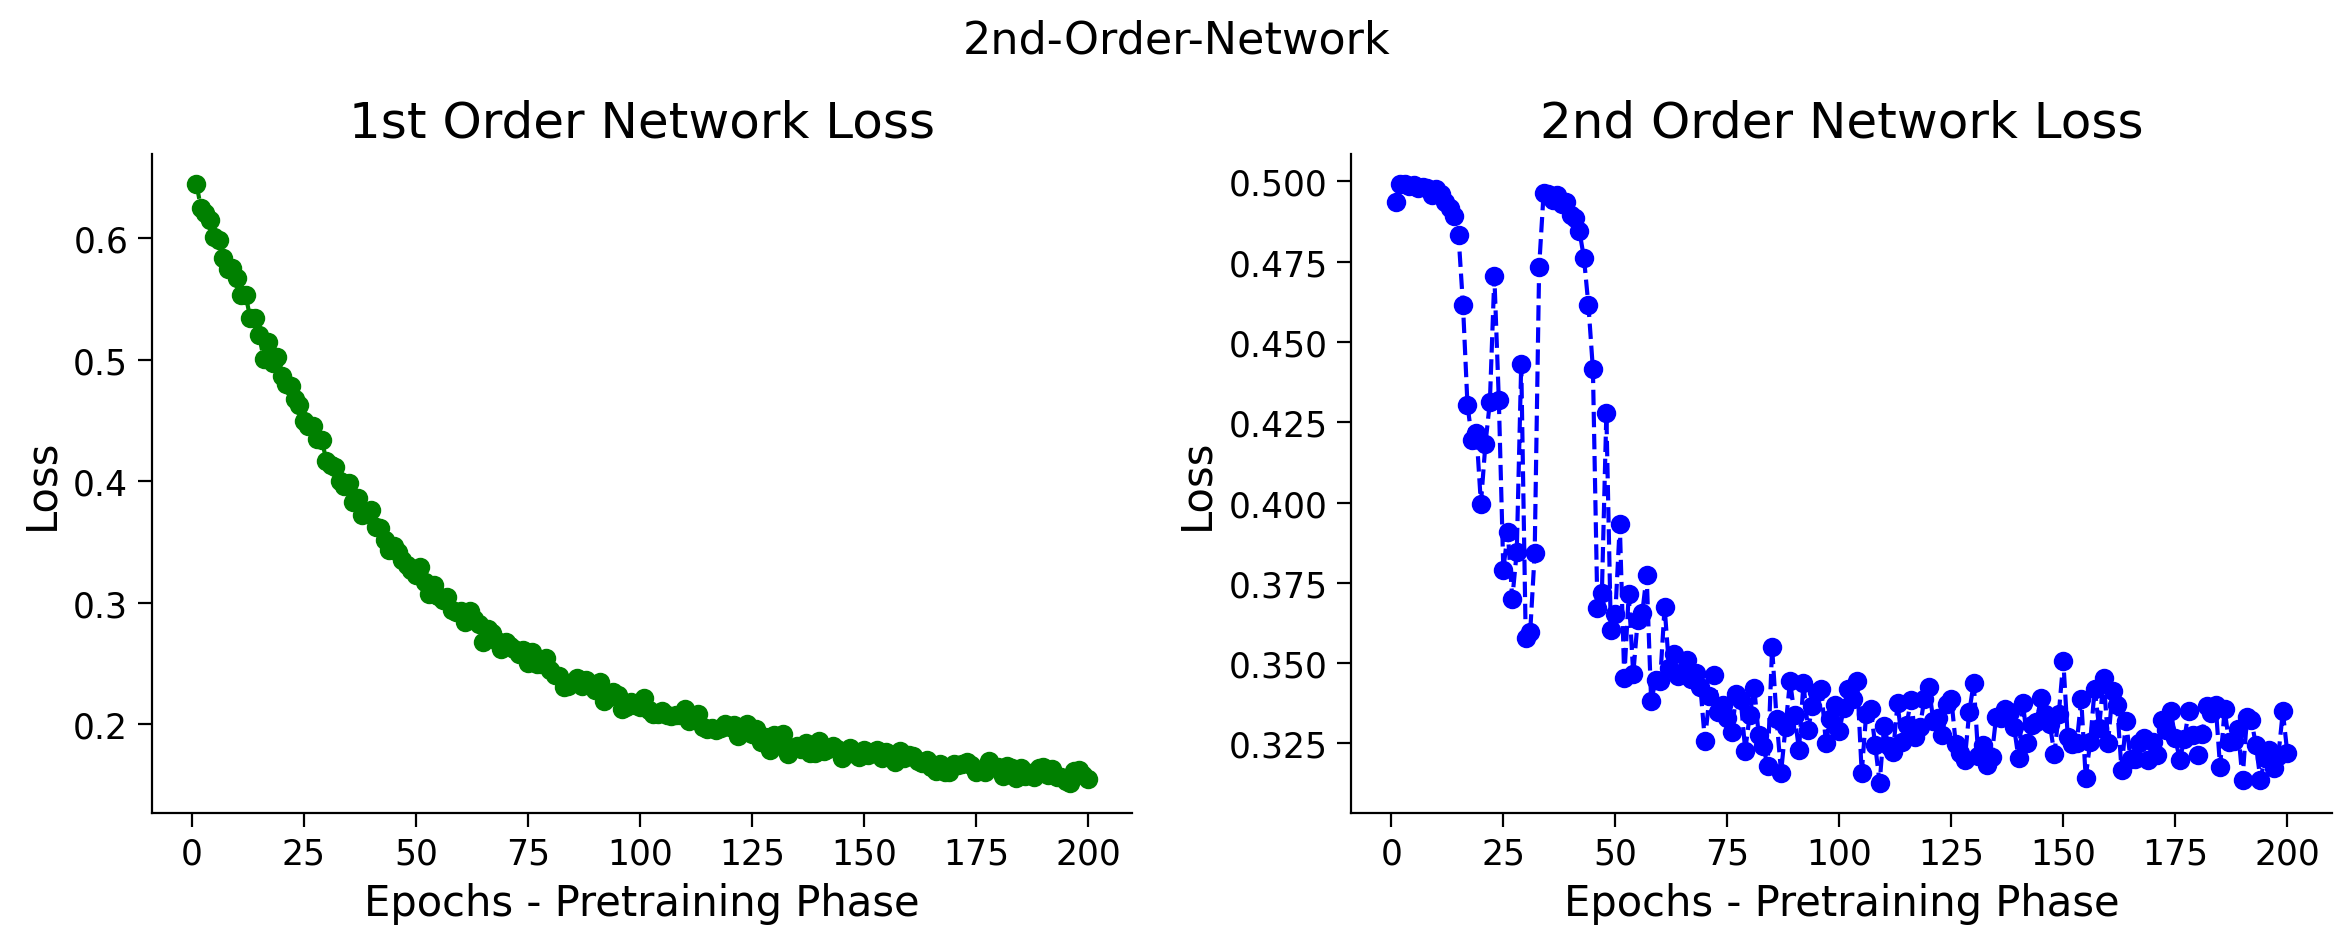 2nd-Order-Network
1st Order Network Loss
Loss
0.6
0.5
0.4
0.3
0.2
0 25 50 75 100 125 150 175 200
Epochs - Pretraining Phase
2nd Order Network Loss
Loss
0.500
0.475
0.450
0.425
0.400
0.375
0.350
0.325
0 25 50 75 100 125 150 175 200
Epochs - Pretraining Phase